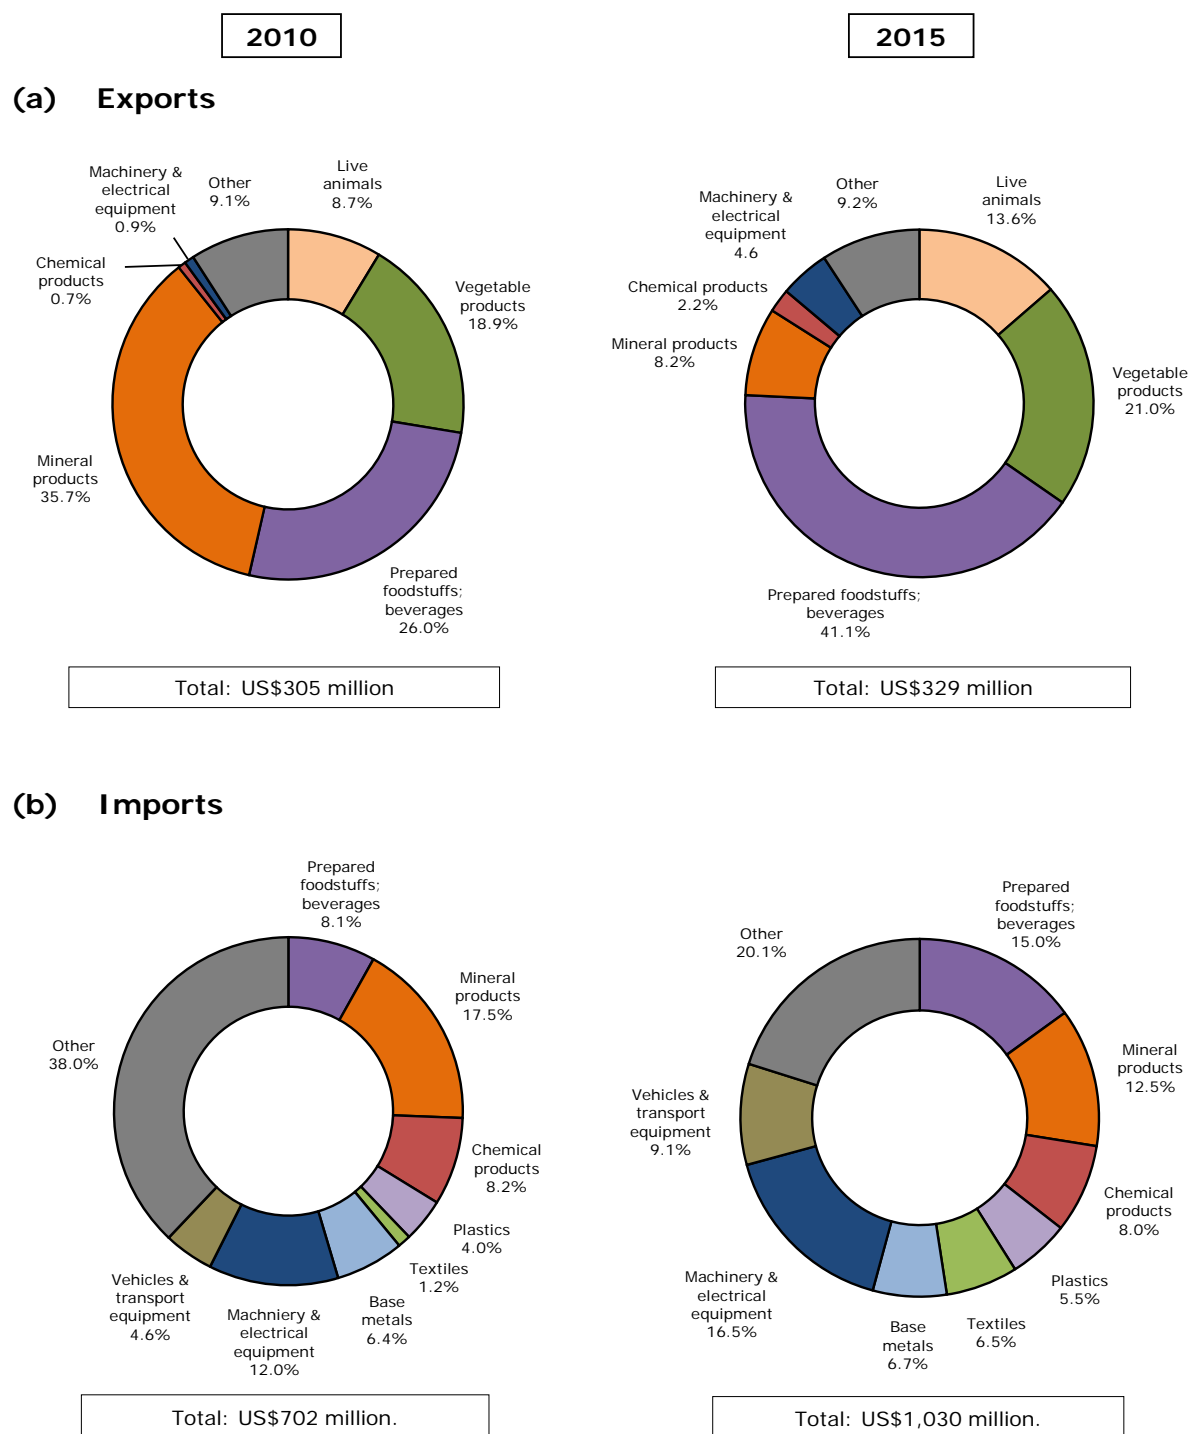 2010
2015
(a) Exports
Machinery &
electrical
equipment
0.9%
Other
9.1%
Live
animals
8.7%
Chemical
products
0.7%
Vegetable
products
18.9%
Mineral
products
35.7%
Prepared
foodstuffs;
beverages
26.0%
Total: US$305 million
Machinery &
electrical
equipment
4.6
Other
9.2%
Live
animals
13.6%
Chemical products
2.2%
Mineral products
8.2%
Vegetable
products
21.0%
Prepared foodstuffs;
beverages
41.1%
Total: US$329 million
(b) Imports
Prepared
foodstuffs;
beverages
8.1%
Mineral
products
17.5%
Other
38.0%
Chemical
products
8.2%
Plastics
4.0%
Textiles
1.2%
Base
metals
6.4%
Machniery &
electrical
equipment
12.0%
Vehicles &
transport
equipment
4.6%
Total: US$702 million.
Prepared
foodstuffs;
beverages
15.0%
Other
20.1%
Mineral
products
12.5%
Vehicles &
transport
equipment
9.1%
Chemical
products
8.0%
Plastics
5.5%
Textiles
6.5%
Base
metals
6.7%
Machinery &
electrical
equipment
16.5%
Total: US$1,030 million.